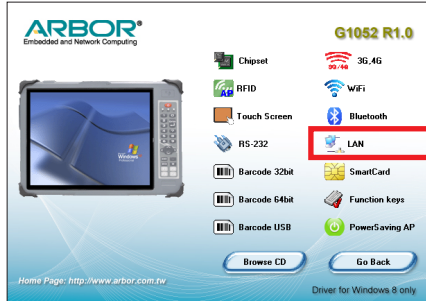 ARBOR®
Embedded and Network Computing
G1052 R1.0
Chipset
3G/4G
3G,4G
AP
RFID
WiFi
Touch Screen
Bluetooth
RS-232
LAN
Barcode 32bit
SmartCard
Barcode 64bit
Function keys
Barcode USB
PowerSaving AP
Windows
Browse CD
Go Back
Home Page: http://www.arbor.com.tw
Driver for Windows 8 only